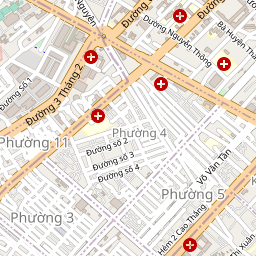 Nguyễn
Đường
Đường Nguyễn Thông
Bà Huyện Thanh
Đường Số 1
Đường 3 Tháng 2
Phường 4
Phường 11
Đường số 2
Đường số 3
Đường số 4
Võ Văn Tần
Phường 5
Phường 3
Hẻm 2 Cao Thắng
Thị Xuân